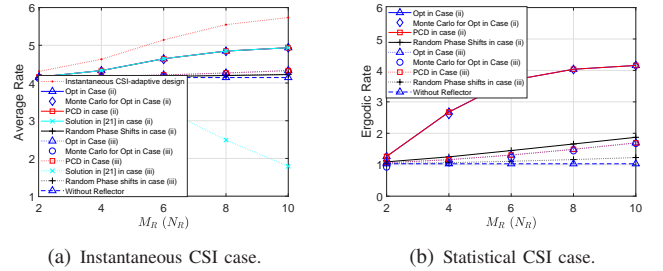 6
5
4
3
2
1
Average Rate
Instantaneous CSI-adaptive design
Opt in Case (ii)
Monte Carlo for Opt in Case (ii)
PCD in Case (ii)
Solution in [21] in case (ii)
Random Phase Shifts in case (ii)
Opt in Case (iii)
Monte Carlo for Opt in Case (iii)
PCD in Case (iii)
Solution in [21] in case (iii)
Random Phase shifts in case (iii)
Without Reflector
2 4 6 8 10
M_R (N_R)
(a) Instantaneous CSI case.
6
5
4
3
2
1
0
Ergodic Rate
Opt in Case (ii)
Monte Carlo for Opt in Case (ii)
PCD in Case (ii)
Random Phase Shifts in case (ii)
Opt in Case (iii)
Monte Carlo for Opt in Case (iii)
PCD in Case (iii)
Random Phase shifts in case (iii)
Without Reflector
2 4 6 8 10
M_R (N_R)
(b) Statistical CSI case.